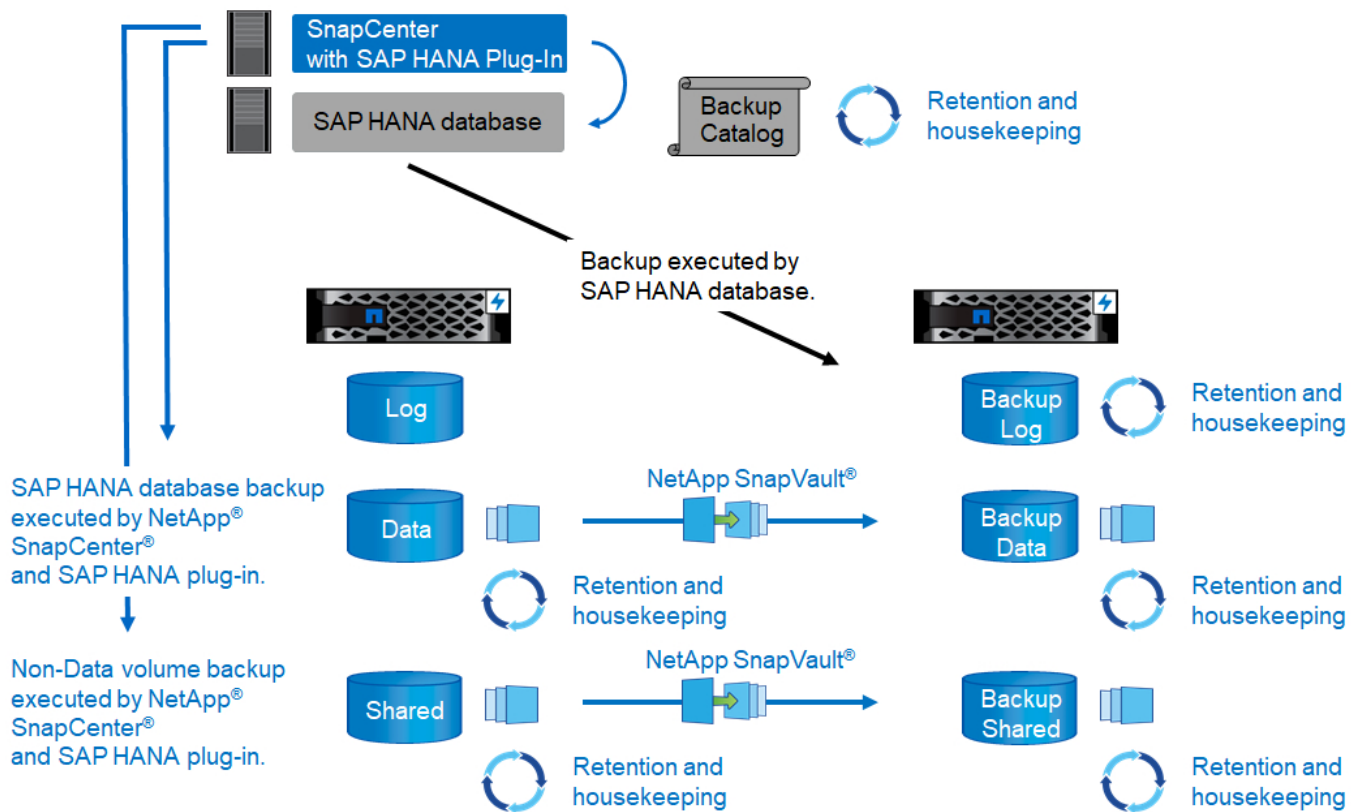 SnapCenter
with SAP HANA Plug-In
SAP HANA database
Backup
Catalog
Retention and
housekeeping
Backup executed by
SAP HANA database.
Log
Backup
Log
Retention and
housekeeping
SAP HANA database backup
executed by NetApp®
SnapCenter®
and SAP HANA plug-in.
Data
NetApp SnapVault®
Backup
Data
Retention and
housekeeping
Retention and
housekeeping
Non-Data volume backup
executed by NetApp®
SnapCenter®
and SAP HANA plug-in.
Shared
NetApp SnapVault®
Backup
Shared
Retention and
housekeeping
Retention and
housekeeping